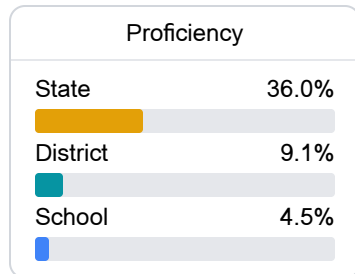 Proficiency
State 36.0%
District 9.1%
School 4.5%